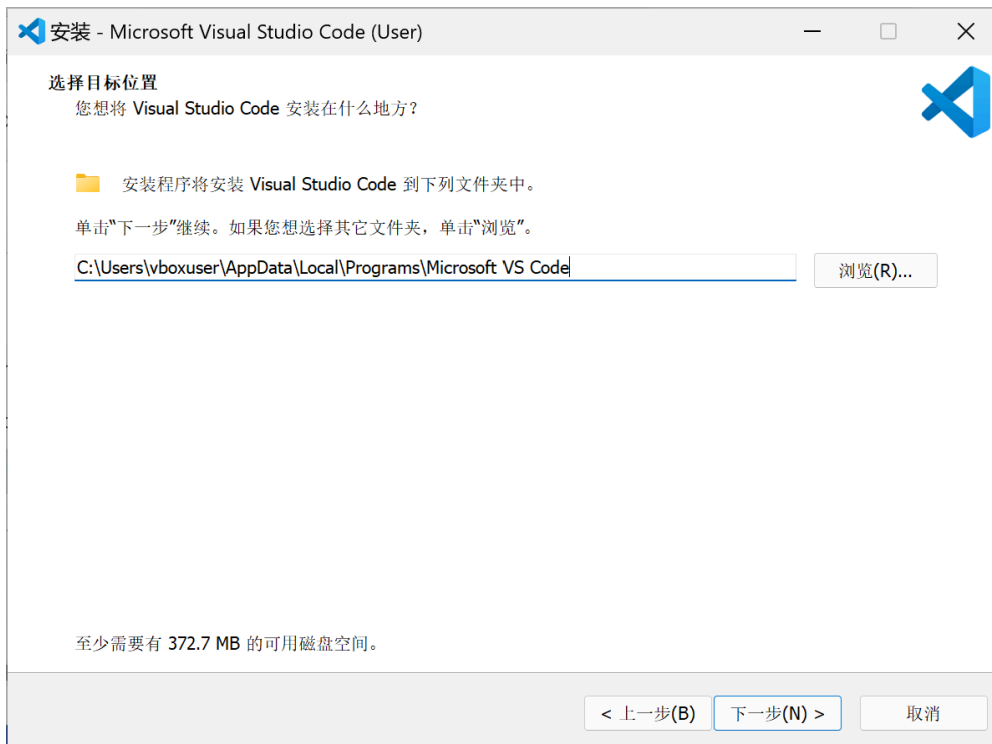 安装 - Microsoft Visual Studio Code (User)
选择目标位置
您想将 Visual Studio Code 安装在什么地方？
安装程序将安装 Visual Studio Code 到下列文件夹中。
单击“下一步”继续。如果您想选择其它文件夹，单击“浏览”。
C:\Users\vboxuser\AppData\Local\Programs\Microsoft VS Code
浏览(R)...
至少需要有 372.7 MB 的可用磁盘空间。
< 上一步(B) 下一步(N) > 取消